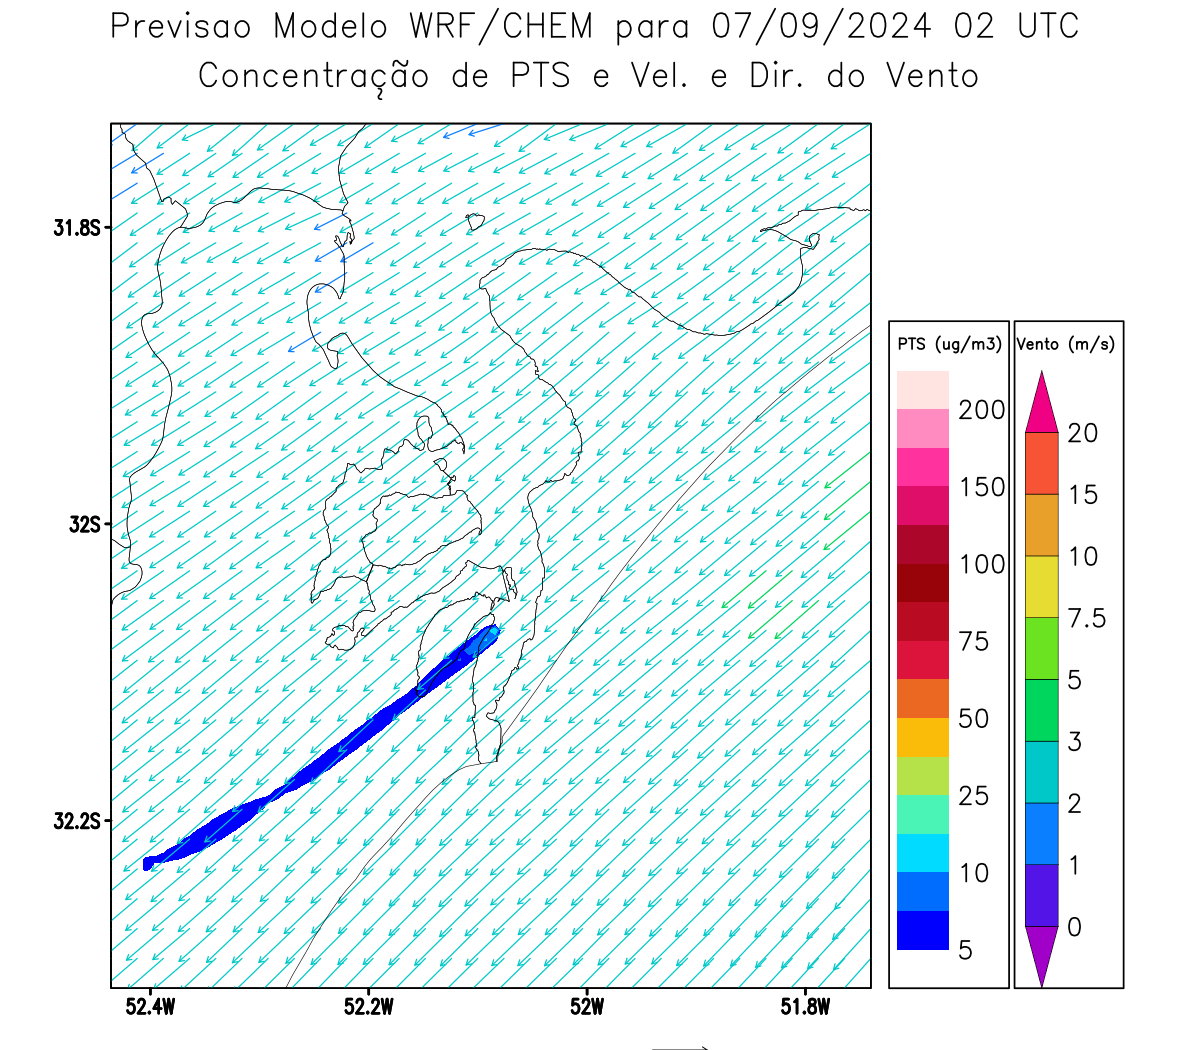 Previsao Modelo WRF/CHEM para 07/09/2024 02 UTC
Concentração de PTS e Vel. e Dir. do Vento
31.8S
32S
32.2S
52.4W
52.2W
52W
51.8W
PTS (ug/m3)
200
150
100
75
50
25
10
5
Vento (m/s)
20
15
10
7.5
5
3
2
1
0